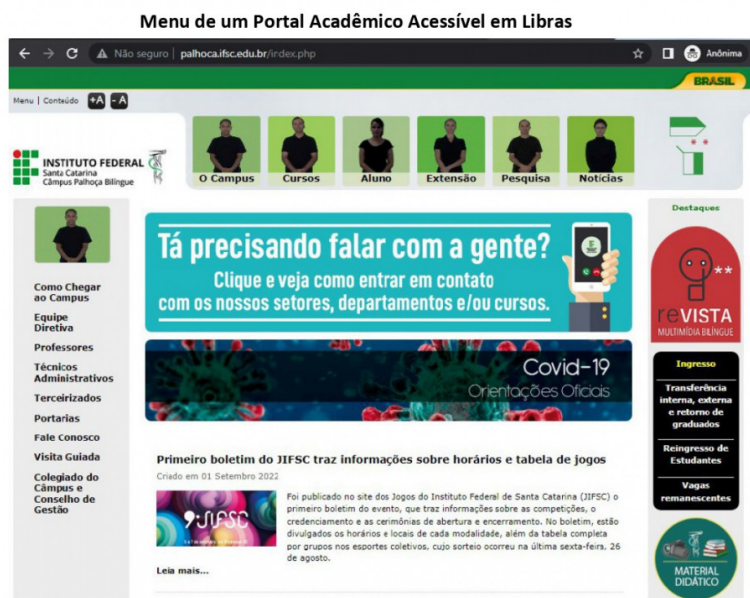 Menu de um Portal Acadêmico Acessível em Libras
Não seguro | palhoca.ifsc.edu.br/index.php
Anônima
BRASIL
Menu | Conteúdo +A - A
INSTITUTO FEDERAL
Santa Catarina
Câmpus Palhoça Bilíngue
O Campus Cursos Aluno Extensão Pesquisa Notícias
Como Chegar
ao Campus
Equipe
Diretiva
Professores
Técnicos
Administrativos
Terceirizados
Portarias
Fale Conosco
Visita Guiada
Colegiado do
Câmpus e
Conselho de
Gestão
Tá precisando falar com a gente?
Clique e veja como entrar em contato
com os nossos setores, departamentos e/ou cursos.
Covid-19
Orientações Oficiais
Primeiro boletim do JIFSC traz informações sobre horários e tabela de jogos
Criado em 01 Setembro 2022
JIFSC
Foi publicado no site dos Jogos do Instituto Federal de Santa Catarina (JIFSC) o
primeiro boletim do evento, que traz informações sobre as competições, o
credenciamento e as cerimônias de abertura e encerramento. No boletim, estão
divulgados os horários e locais de cada modalidade, além da tabela completa
por grupos nos esportes coletivos, cujo sorteio ocorreu na última sexta-feira, 26
de agosto.
Leia mais...
Destaques
**
reVISTA
MULTIMÍDIA BILÍNGUE
Ingresso
Transferência
interna, externa
e retorno de
graduados
Reingresso de
Estudantes
Vagas
remanescentes
MATERIAL
DIDÁTICO